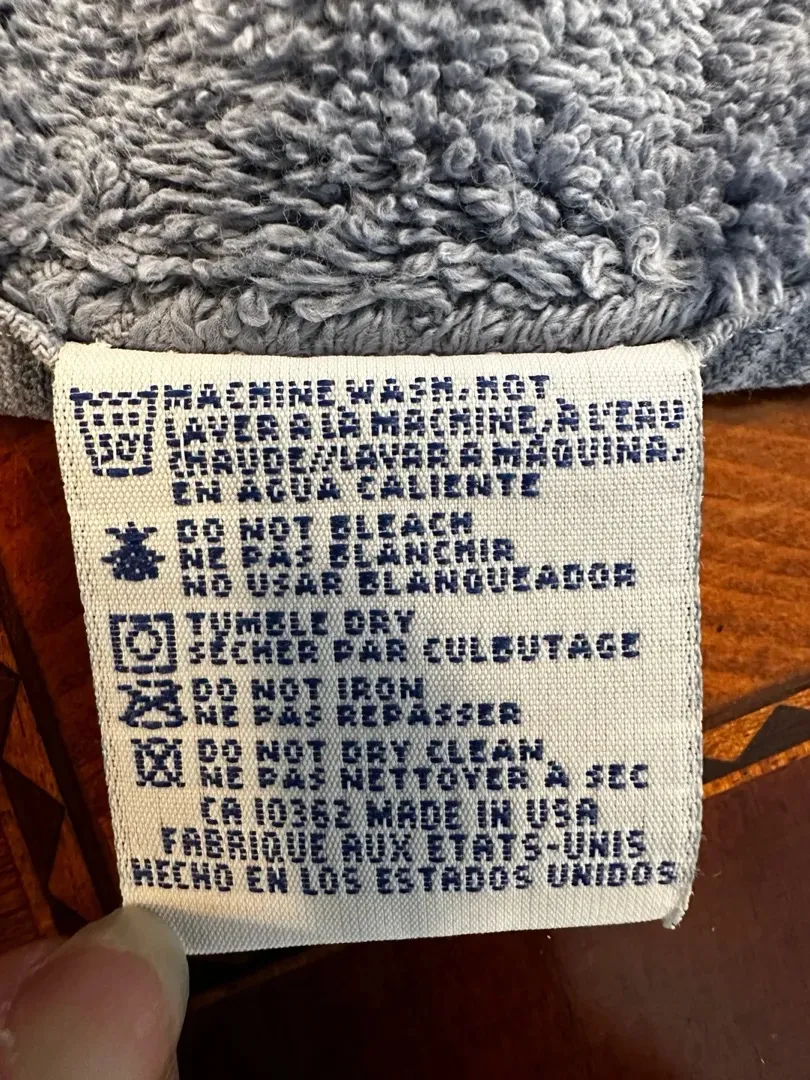 MACHINE WASH, HOT
LAVER A LA MACHINE, À L'EAU
CHAUDE//LAVAR A MÁQUINA,
EN AGUA CALIENTE
DO NOT BLEACH
NE PAS BLANCHIR
NO USAR BLANQUEADOR
TUMBLE DRY
SÉCHER PAR CULBUTAGE
DO NOT IRON
NE PAS REPASSER
DO NOT DRY CLEAN
NE PAS NETTOYER À SEC
CA 10362 MADE IN USA
FABRIQUE AUX ETATS-UNIS
HECHO EN LOS ESTADOS UNIDOS